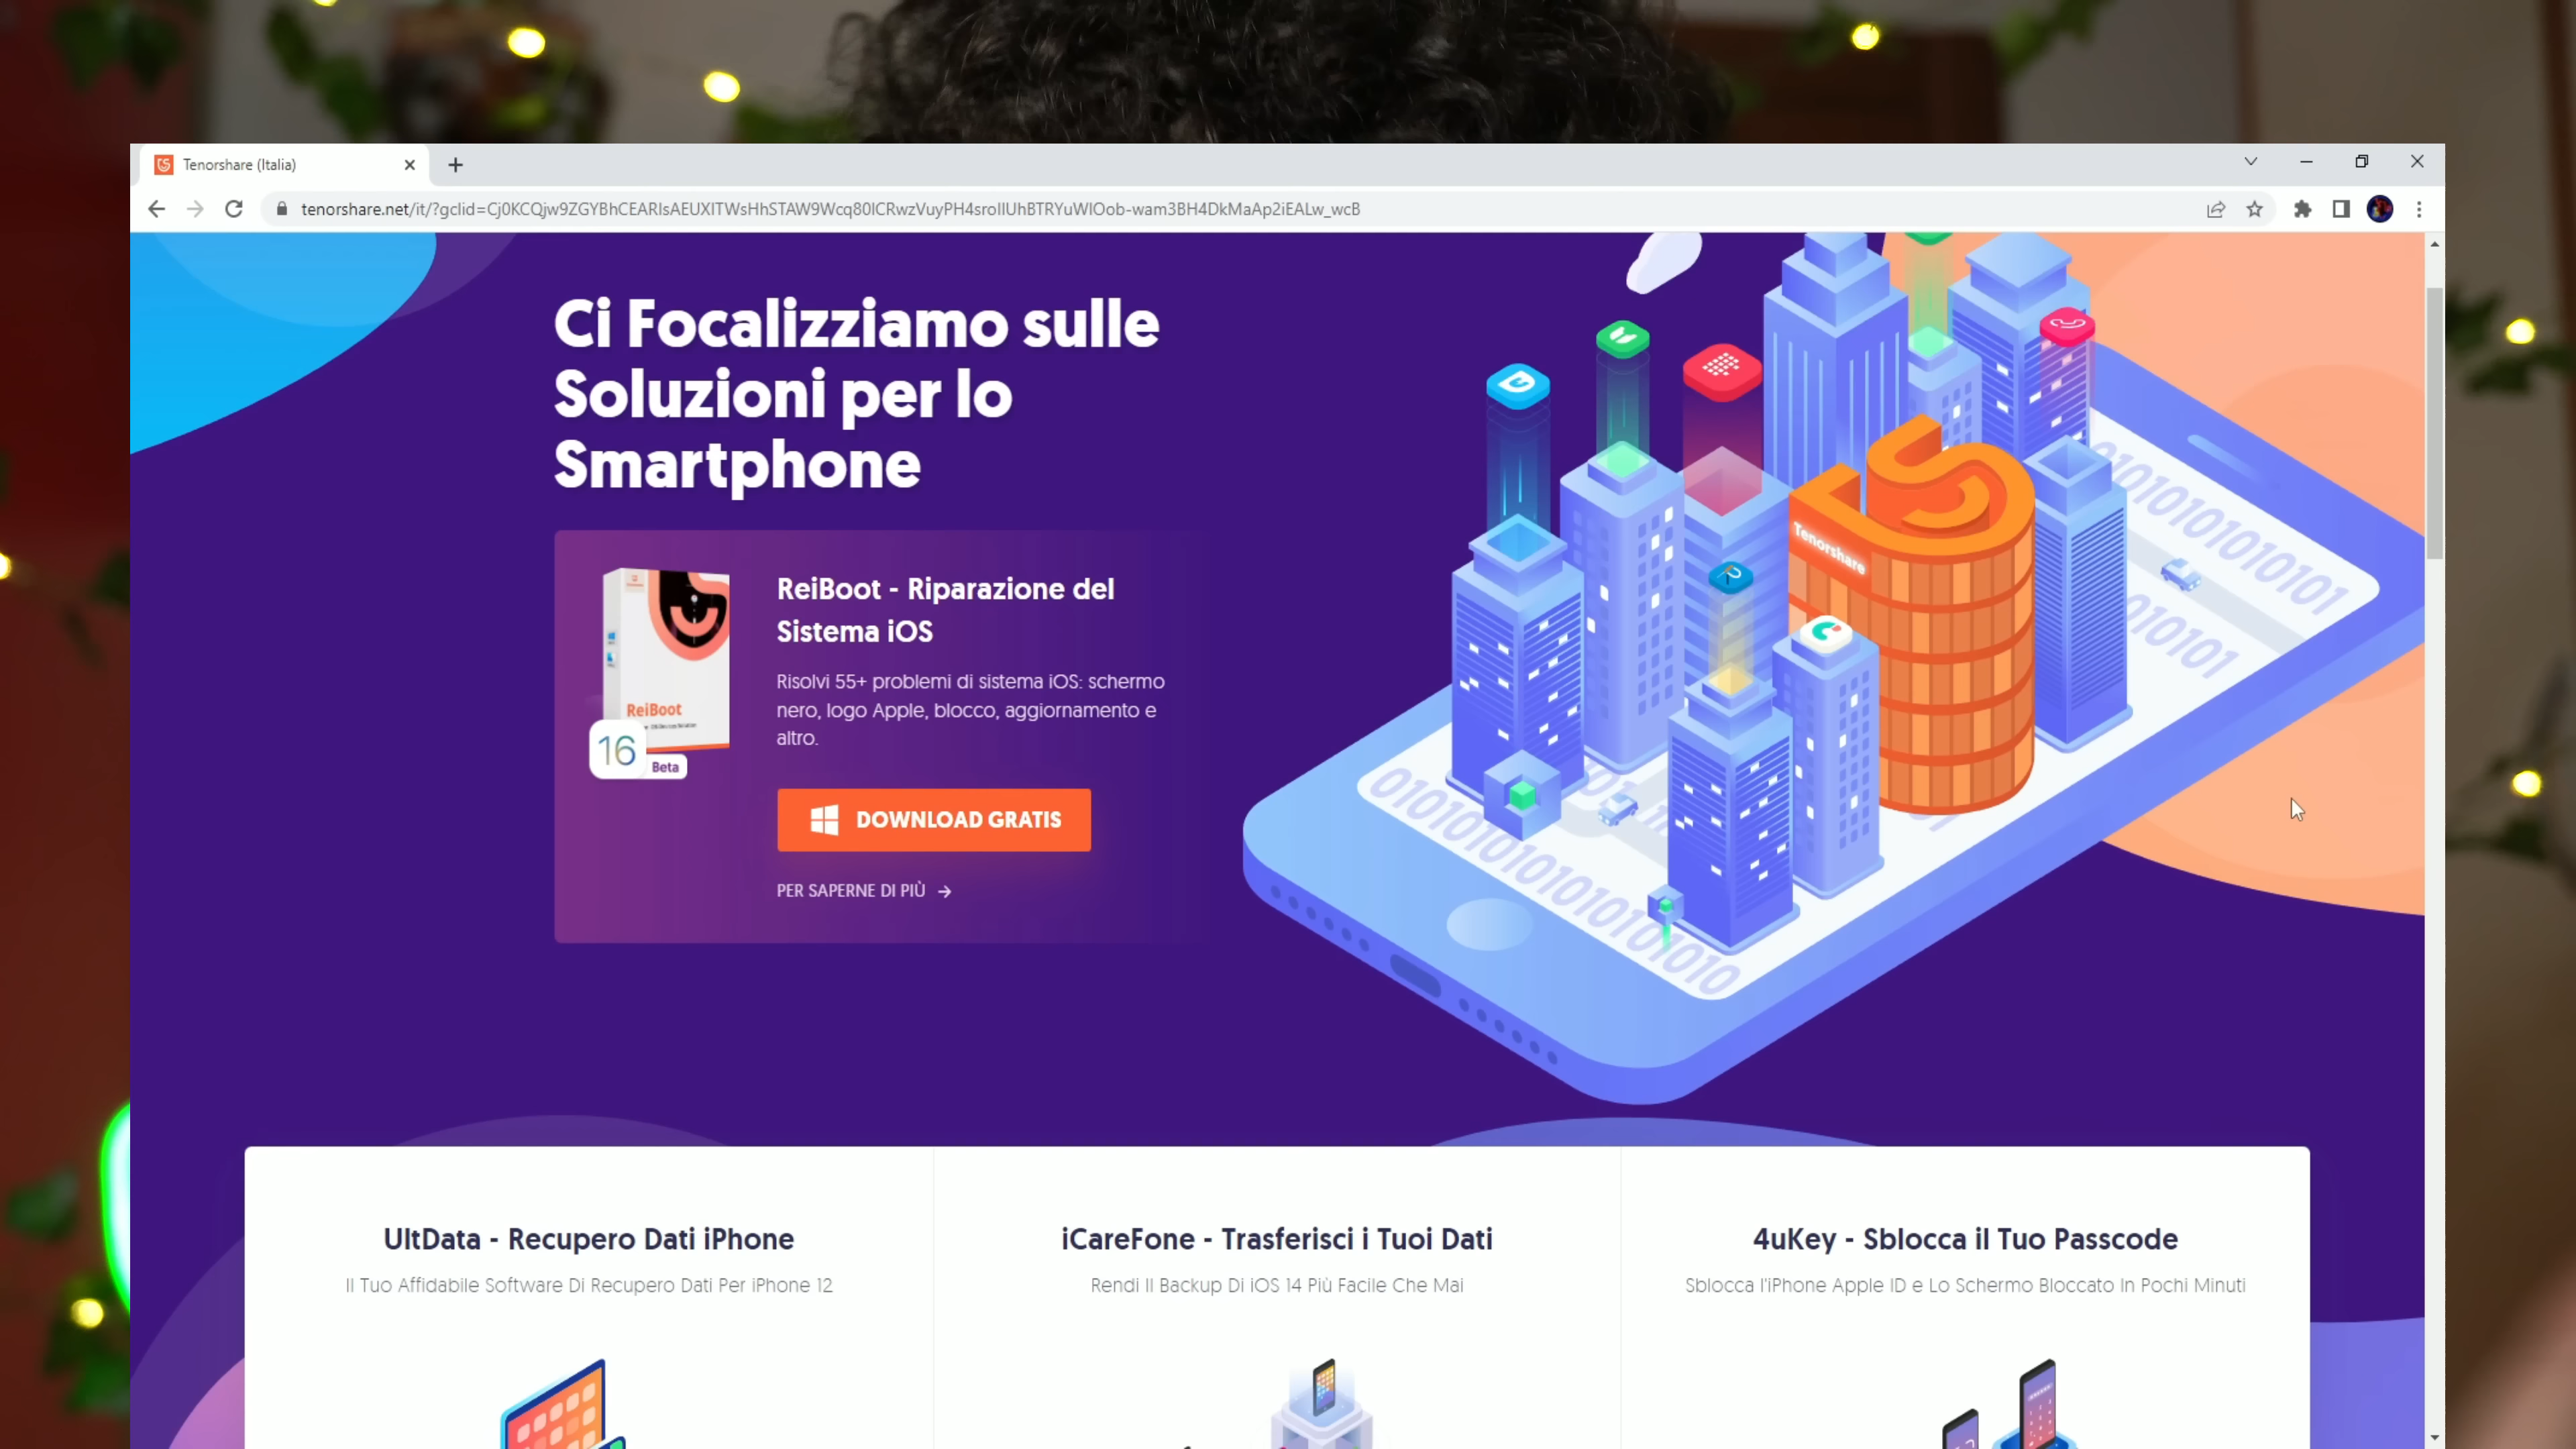 Tenorshare (Italia)
tenorshare.net/it/?gclid=Cj0KCQjw9ZGYBhCEARIsAEUXITWsHhSTAW9Wcq80ICRwzVuyPH4srolIUhBTRYuWIOob-wam3BH4DkMaAp2iEALw_wcB
Ci Focalizziamo sulle
Soluzioni per lo
Smartphone
ReiBoot - Riparazione del
Sistema iOS
Risolvi 55+ problemi di sistema iOS: schermo
nero, logo Apple, blocco, aggiornamento e
altro.
ReiBoot
16
Beta
DOWNLOAD GRATIS
PER SAPERNE DI PIÙ
Tenorshare
UltData - Recupero Dati iPhone
Il Tuo Affidabile Software Di Recupero Dati Per iPhone 12
iCareFone - Trasferisci i Tuoi Dati
Rendi Il Backup Di iOS 14 Più Facile Che Mai
4uKey - Sblocca il Tuo Passcode
Sblocca l'iPhone Apple ID e Lo Schermo Bloccato In Pochi Minuti